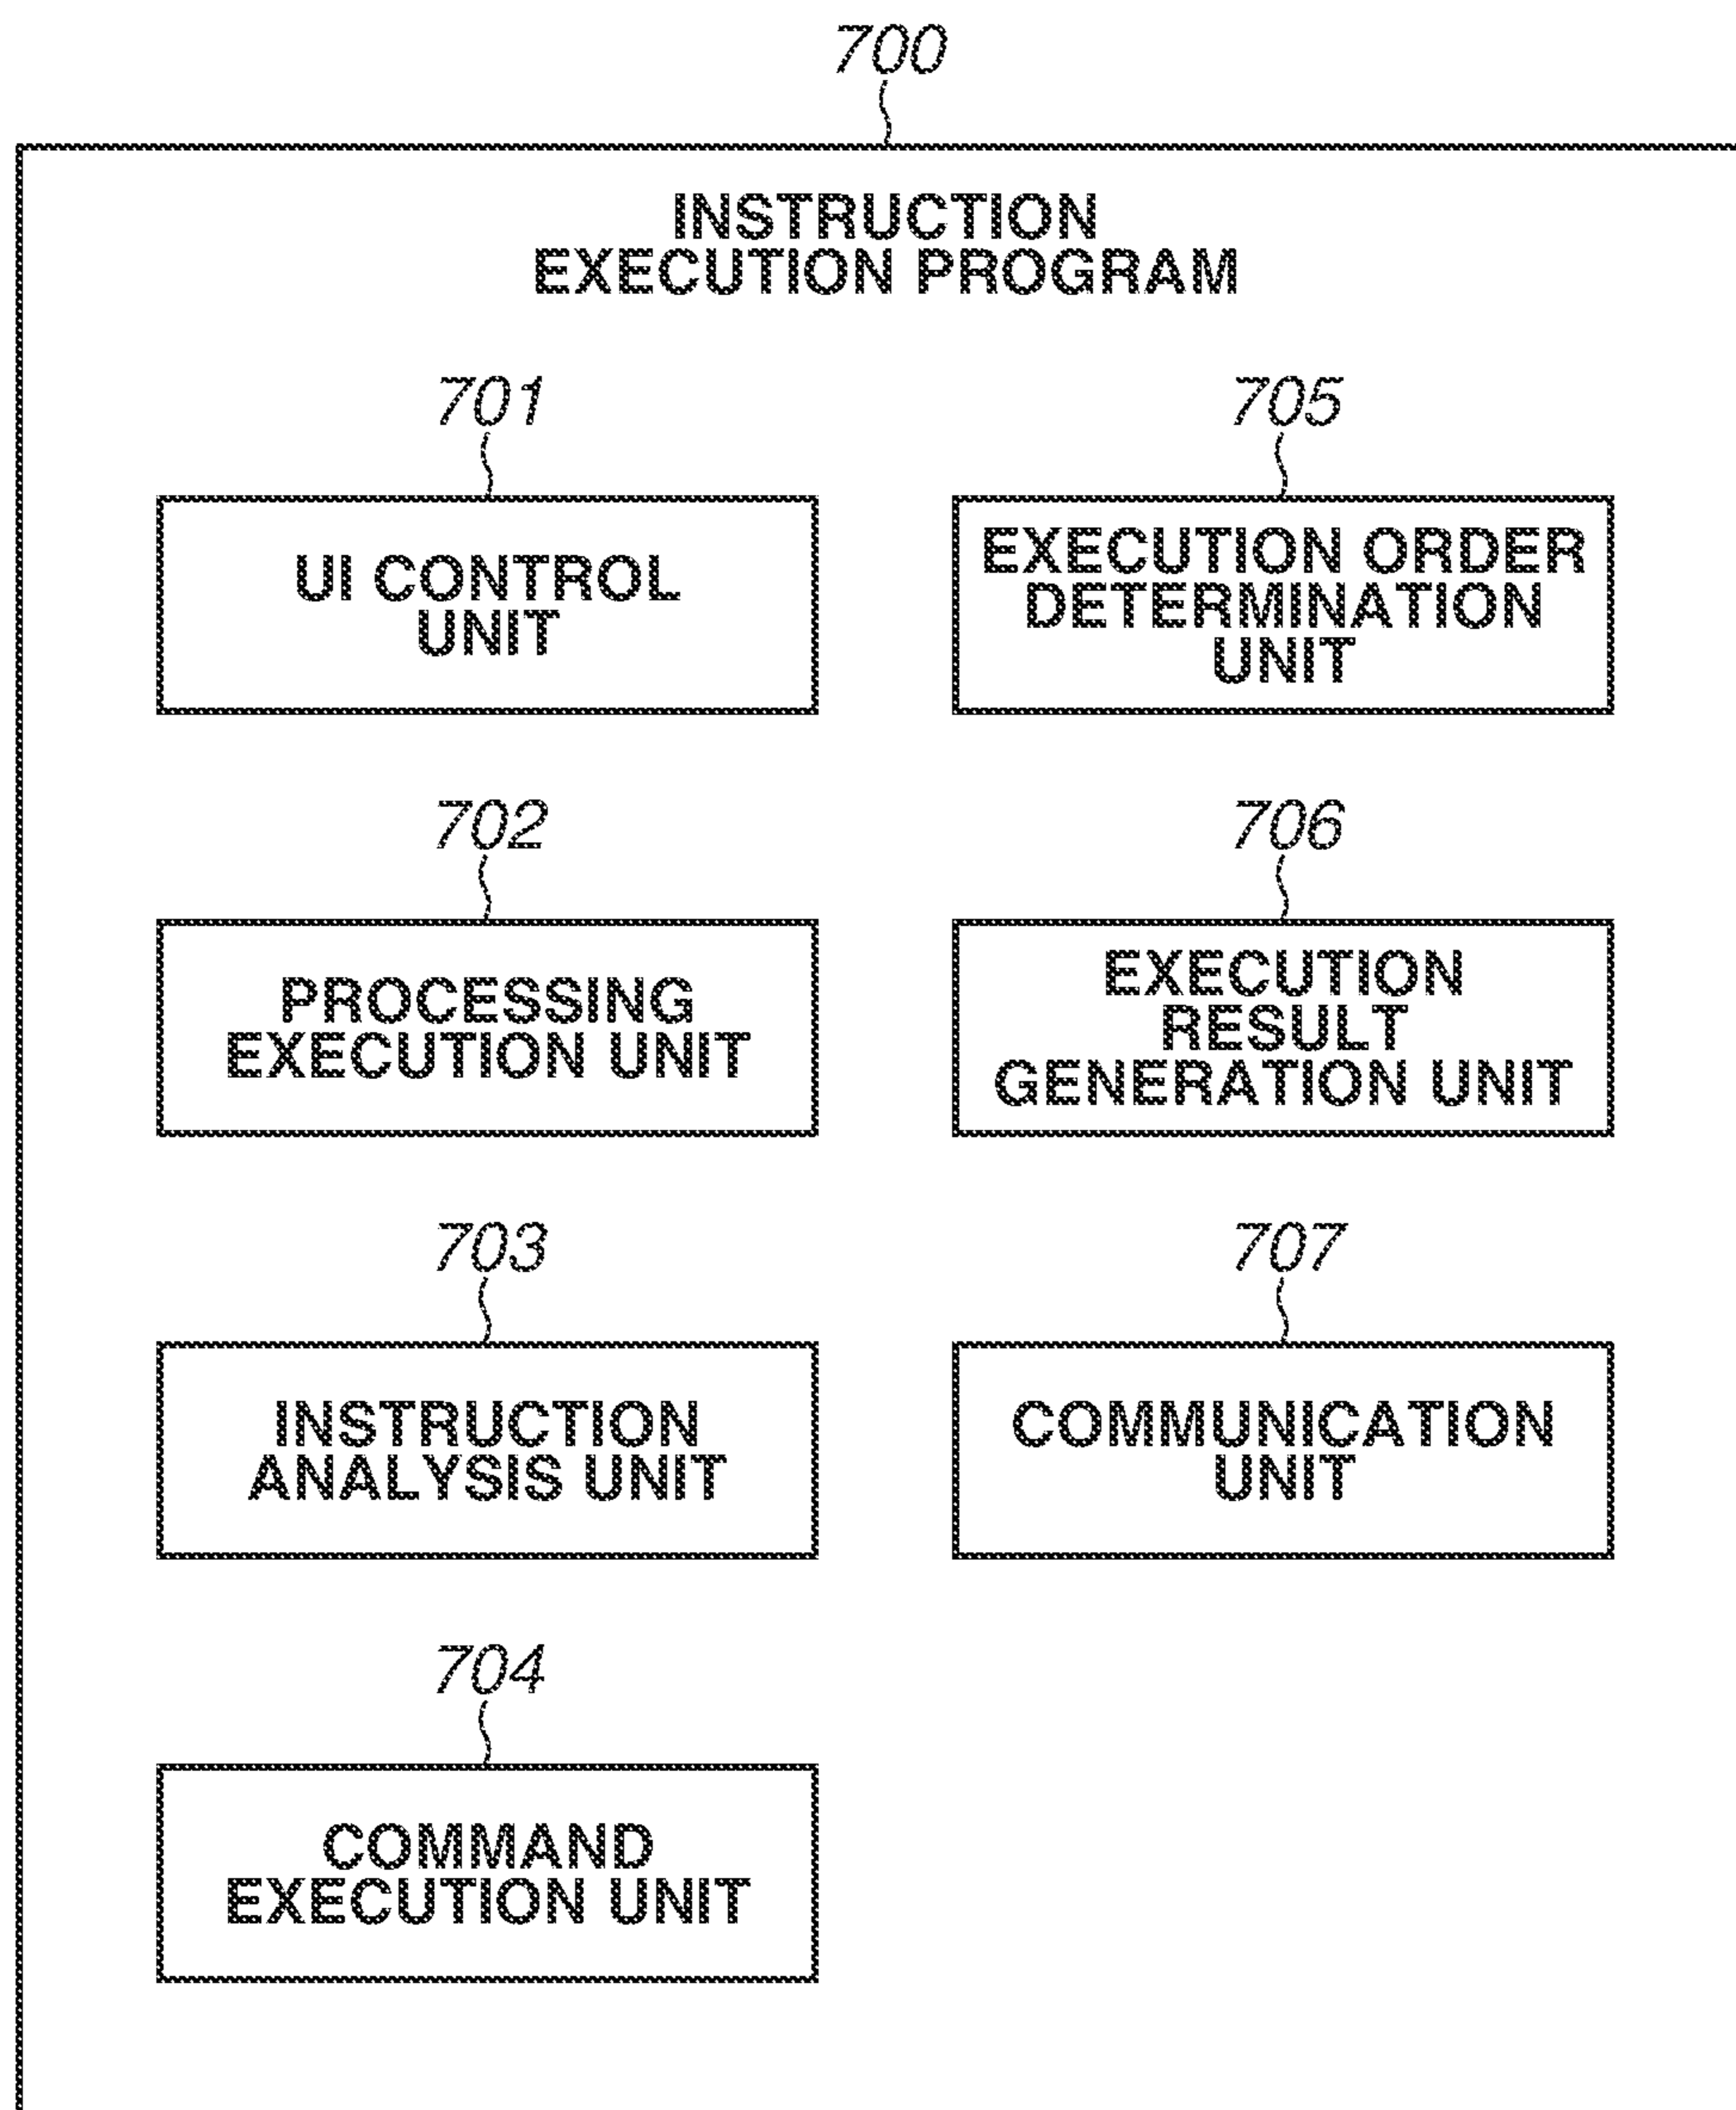 700
INSTRUCTION
EXECUTION PROGRAM
701
UI CONTROL
UNIT
702
PROCESSING
EXECUTION UNIT
703
INSTRUCTION
ANALYSIS UNIT
704
COMMAND
EXECUTION UNIT
705
EXECUTION ORDER
DETERMINATION
UNIT
706
EXECUTION
RESULT
GENERATION UNIT
707
COMMUNICATION
UNIT